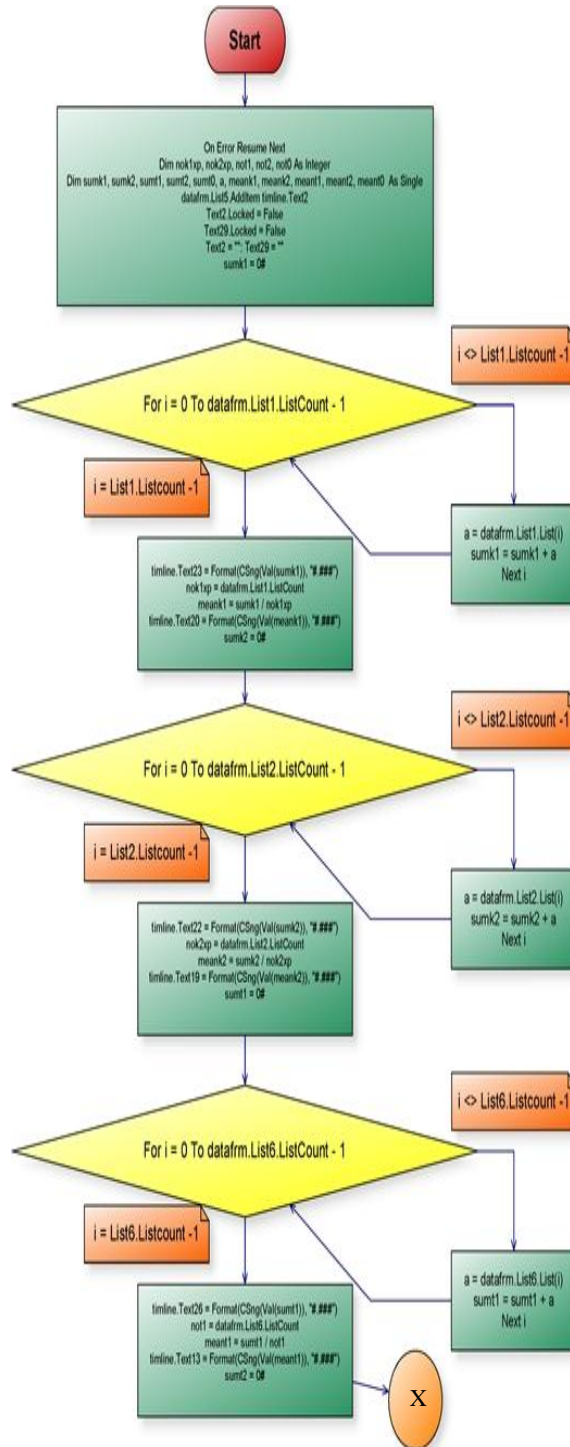 Start
On Error Resume Next
Dim nok1xp, nok2xp, not1, not2, not0 As Integer
Dim sumk1, sumk2, sumt1, sumt2, sumt0, a, meank1, meank2, meant1, meant2, meant0 As Single
datafrm.List5.AddItem timline.Text2
Text2.Locked = False
Text29.Locked = False
Text2 = "": Text29 = ""
sumk1 = 0#
i <> List1.Listcount -1
For i = 0 To datafrm.List1.ListCount - 1
i = List1.Listcount -1
a = datafrm.List1.List(i)
sumk1 = sumk1 + a
Next i
timline.Text23 = Format(CSng(Val(sumk1)), "#.###")
nok1xp = datafrm.List1.ListCount
meank1 = sumk1 / nok1xp
timline.Text20 = Format(CSng(Val(meank1)), "#.###")
sumk2 = 0#
i <> List2.Listcount -1
For i = 0 To datafrm.List2.ListCount - 1
i = List2.Listcount -1
a = datafrm.List2.List(i)
sumk2 = sumk2 + a
Next i
timline.Text22 = Format(CSng(Val(sumk2)), "#.###")
nok2xp = datafrm.List2.ListCount
meank2 = sumk2 / nok2xp
timline.Text19 = Format(CSng(Val(meank2)), "#.###")
sumt1 = 0#
i <> List6.Listcount -1
For i = 0 To datafrm.List6.ListCount - 1
i = List6.Listcount -1
a = datafrm.List6.List(i)
sumt1 = sumt1 + a
Next i
timline.Text26 = Format(CSng(Val(sumt1)), "#.###")
not1 = datafrm.List6.ListCount
meant1 = sumt1 / not1
timline.Text13 = Format(CSng(Val(meant1)), "#.###")
sumt2 = 0#
X